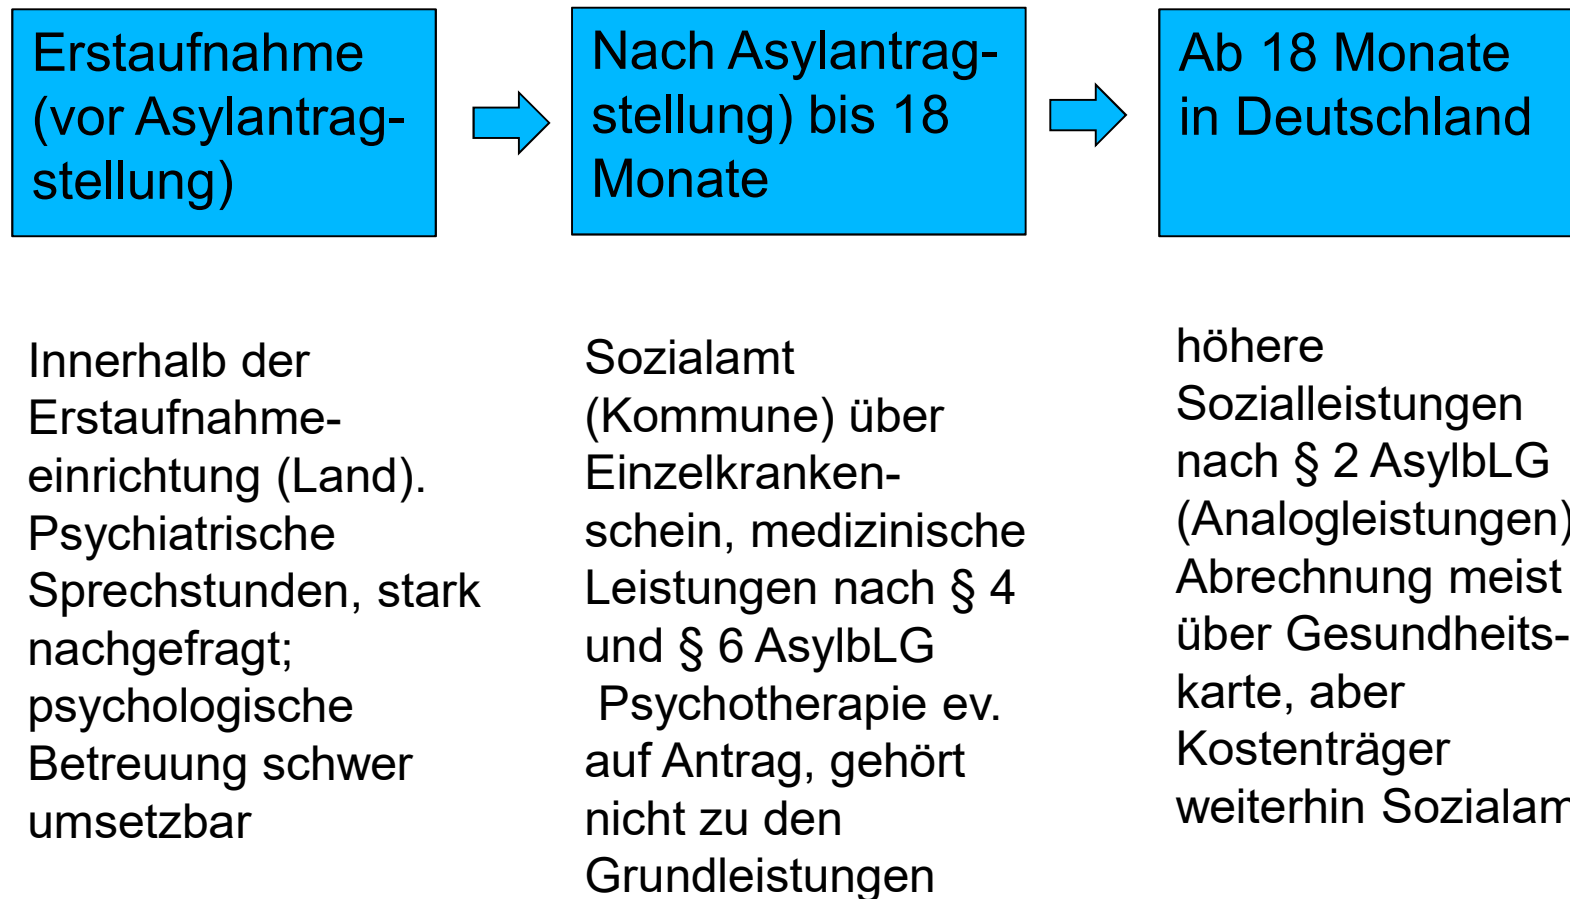 Erstaufnahme
(vor Asylantrag-
stellung)
Nach Asylantrag-
stellung) bis 18
Monate
Ab 18 Monate
in Deutschland
Innerhalb der
Erstaufnahme-
einrichtung (Land).
Psychiatrische
Sprechstunden, stark
nachgefragt;
psychologische
Betreuung schwer
umsetzbar
Sozialamt
(Kommune) über
Einzelkranken-
schein, medizinische
Leistungen nach § 4
und § 6 AsylbLG
Psychotherapie ev.
auf Antrag, gehört
nicht zu den
Grundleistungen
höhere
Sozialleistungen
nach § 2 AsylbLG
(Analogleistungen)
Abrechnung meist
über Gesundheits-
karte, aber
Kostenträger
weiterhin